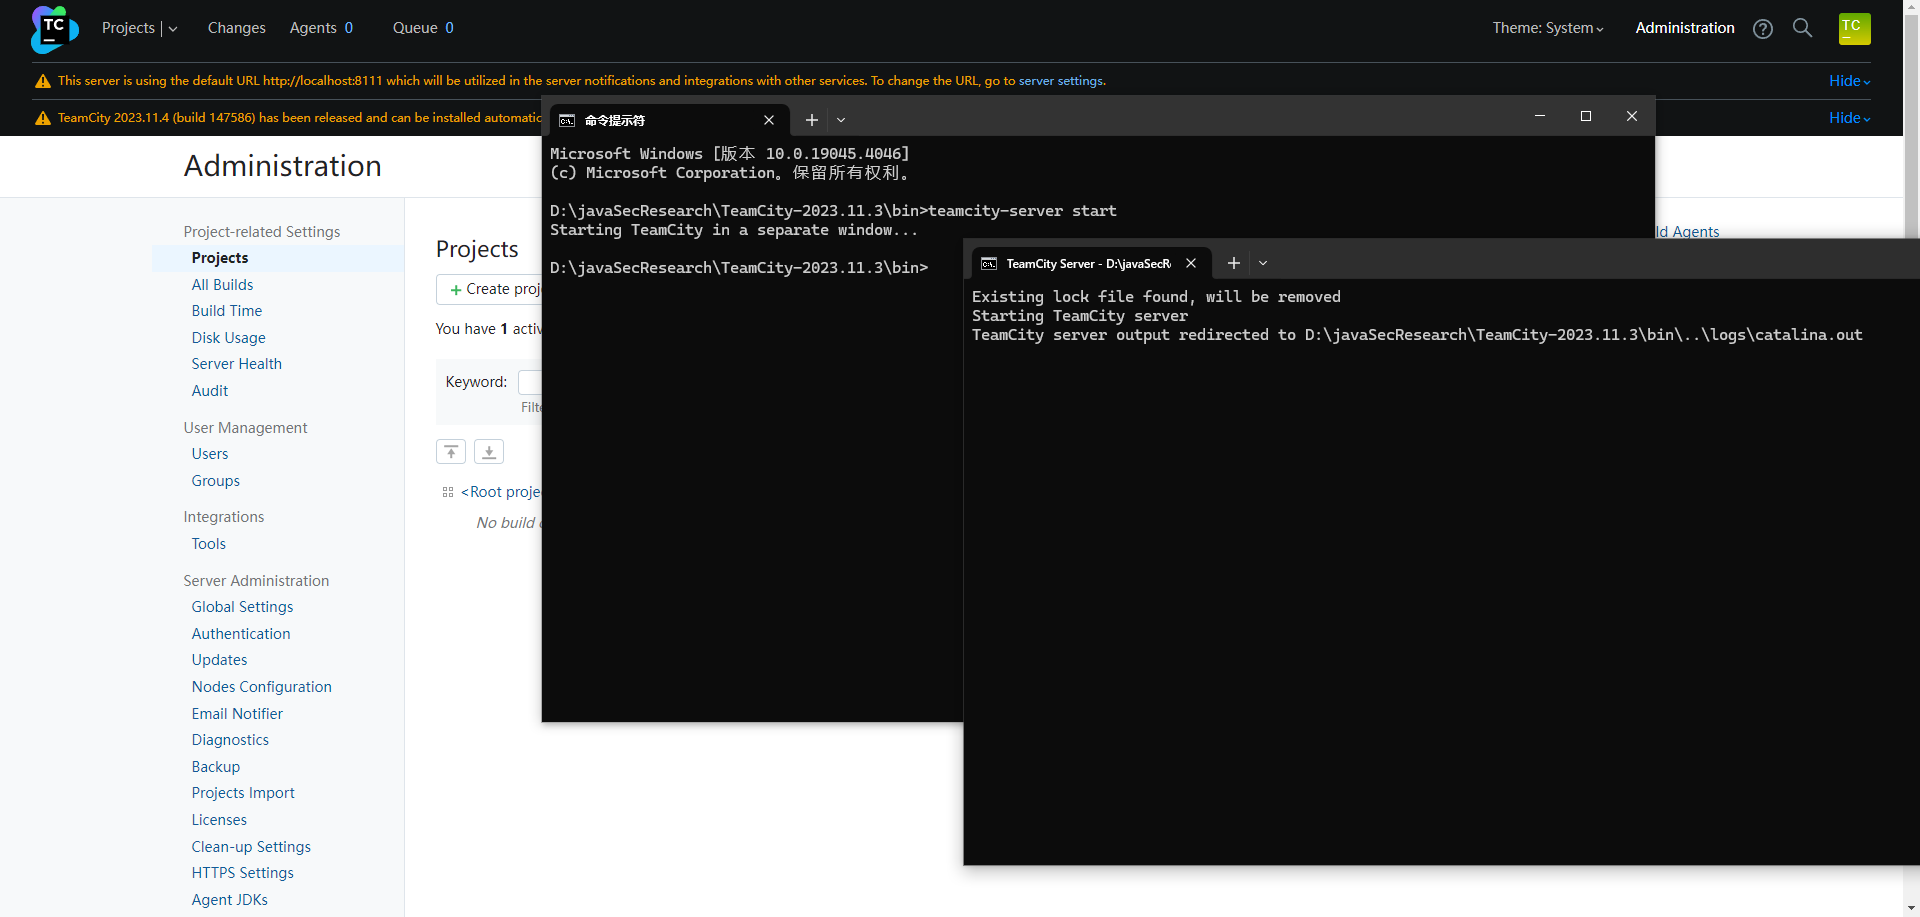 TC
Projects
Changes
Agents 0
Queue 0
Theme: System
Administration
TC
This server is using the default URL http://localhost:8111 which will be utilized in the server notifications and integrations with other services. To change the URL, go to server settings.
Hide
TeamCity 2023.11.4 (build 147586) has been released and can be installed automatic
Hide
Administration
Project-related Settings
Projects
All Builds
Build Time
Disk Usage
Server Health
Audit
User Management
Users
Groups
Integrations
Tools
Server Administration
Global Settings
Authentication
Updates
Nodes Configuration
Email Notifier
Diagnostics
Backup
Projects Import
Licenses
Clean-up Settings
HTTPS Settings
Agent JDKs
Projects
+ Create proj
You have 1 activ
Keyword:
Filte
<Root proje
No build
ld Agents
命令提示符
Microsoft Windows [版本 10.0.19045.4046]
(c) Microsoft Corporation。保留所有权利。
D:\javaSecResearch\TeamCity-2023.11.3\bin>teamcity-server start
Starting TeamCity in a separate window...
D:\javaSecResearch\TeamCity-2023.11.3\bin>
TeamCity Server - D:\javaSecR
Existing lock file found, will be removed
Starting TeamCity server
TeamCity server output redirected to D:\javaSecResearch\TeamCity-2023.11.3\bin\..\logs\catalina.out